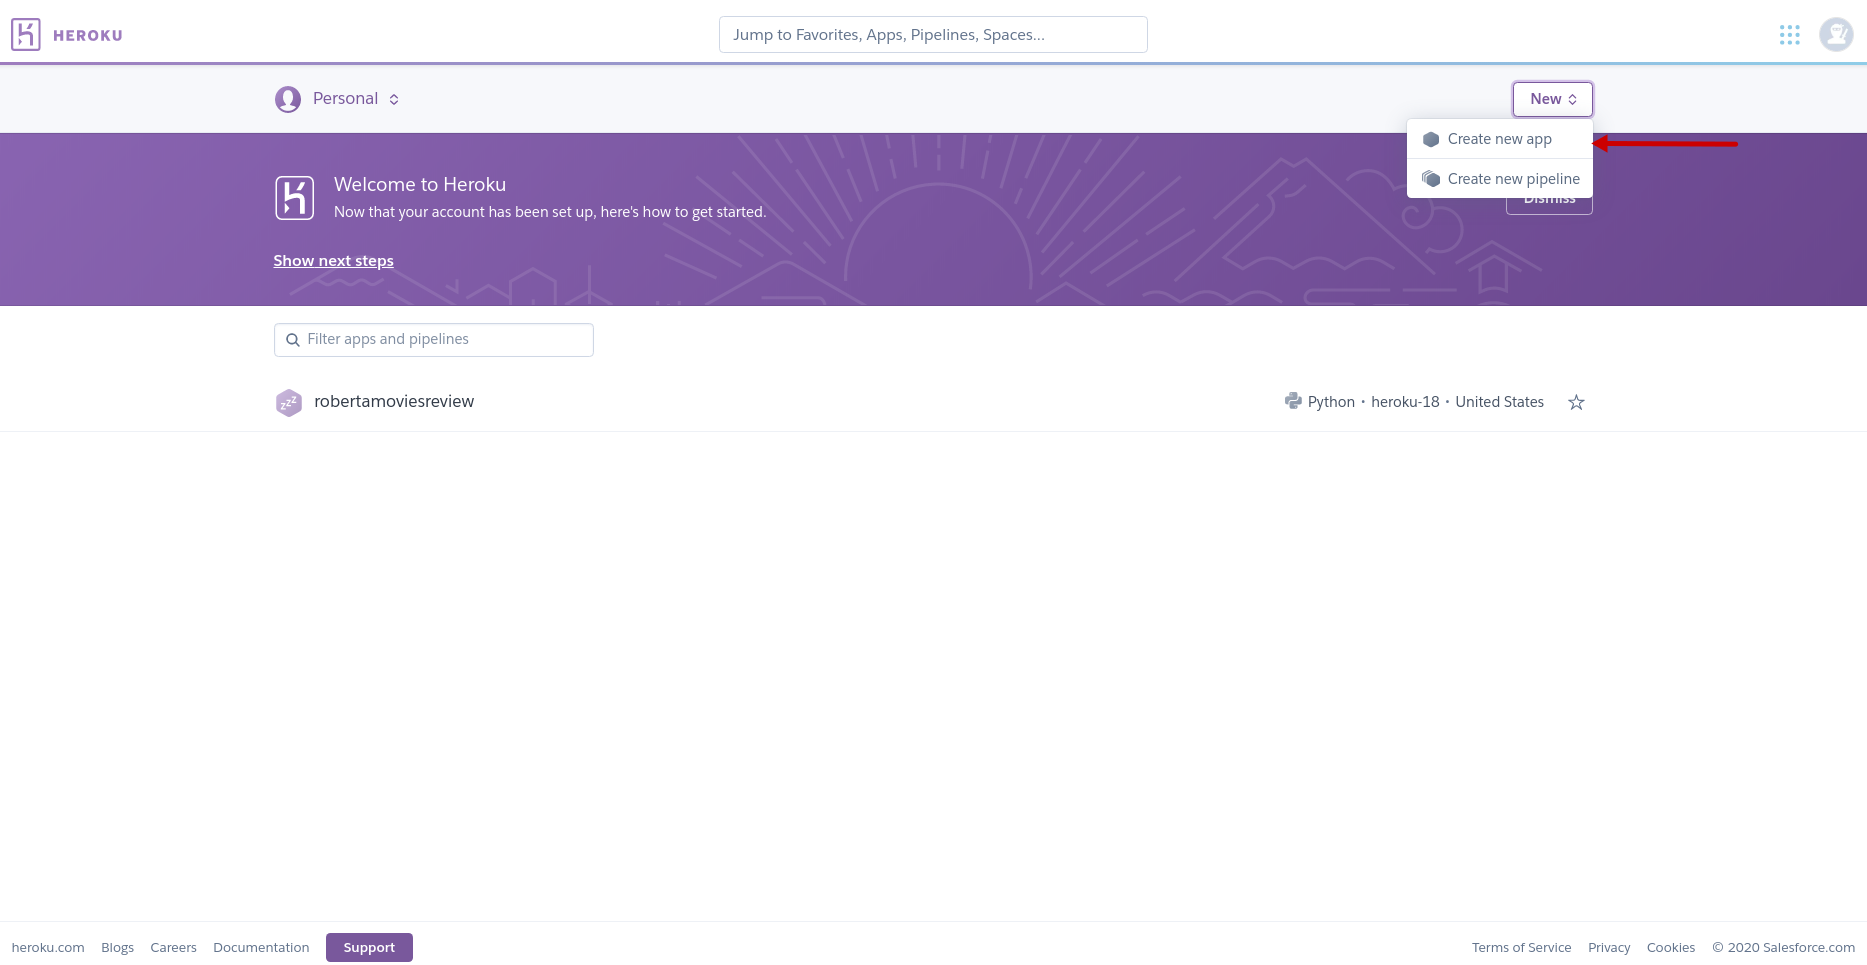 HEROKU
Jump to Favorites, Apps, Pipelines, Spaces...
Personal
New
Create new app
Create new pipeline
Welcome to Heroku
Now that your account has been set up, here's how to get started.
Dismiss
Show next steps
Filter apps and pipelines
zzz robertamoviesreview Python • heroku-18 • United States
heroku.com Blogs Careers Documentation Support Terms of Service Privacy Cookies © 2020 Salesforce.com